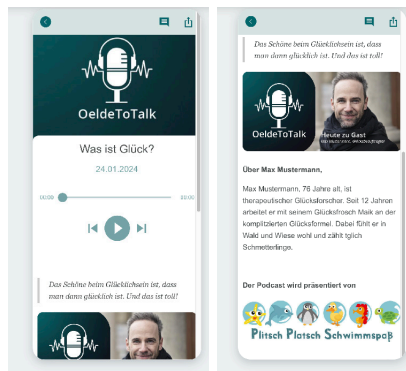 OeldeToTalk
Was ist Glück?
24.01.2024
00:00
00:00
Das Schöne beim Glücklichsein ist, dass
man dann glücklich ist. Und das ist toll!
Das Schöne beim Glücklichsein ist, dass
man dann glücklich ist. Und das ist toll!
OeldeToTalk
Heute zu Gast
Über Max Mustermann,
Max Mustermann, 76 Jahre alt, ist
therapeutischer Glücksforscher. Seit 12 Jahren
arbeitet er mit seinem Glücksfrosch Maik an der
komplizierten Glücksformel. Dabei fühlt er in
Wald und Wiese wohl und zählt tglich
Schmetterlinge.
Der Podcast wird präsentiert von
Plitsch Platsch Schwimmspaß